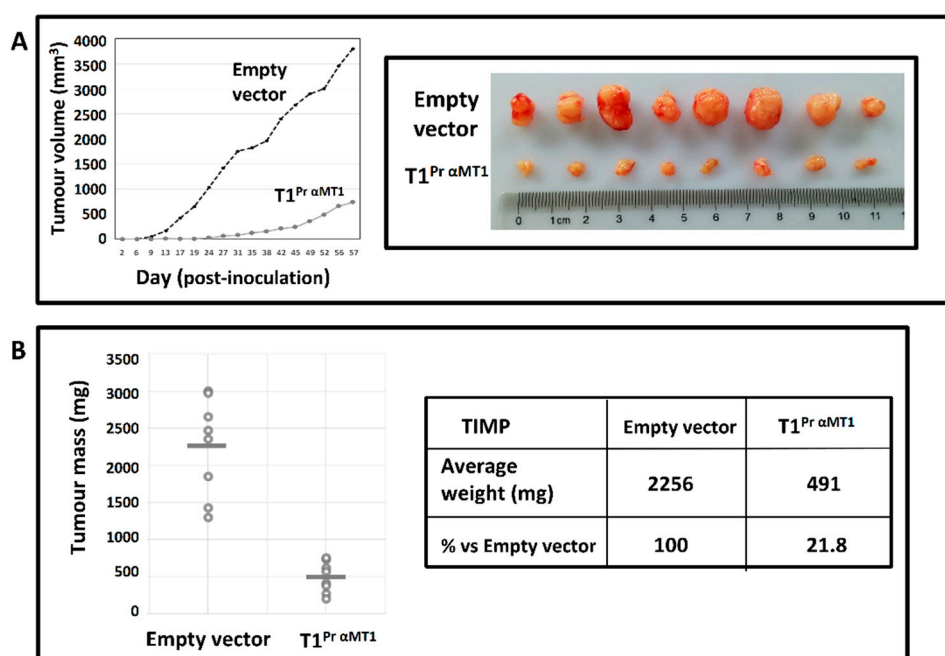 A
Tumour volume (mm³)
4000
3500
3000
2500
2000
1500
1000
500
0
Empty
vector
T1Pr αMT1
2 6 9 13 17 19 24 27 31 35 38 42 45 49 52 56 57
Day (post-inoculation)
Empty
vector
T1Pr αMT1
0 1cm 2 3 4 5 6 7 8 9 10 11 1
B
Tumour mass (mg)
3500
3000
2500
2000
1500
1000
500
0
Empty vector T1Pr αMT1
TIMP Empty vector T1Pr αMT1
Average
weight (mg) 2256 491
% vs Empty vector 100 21.8